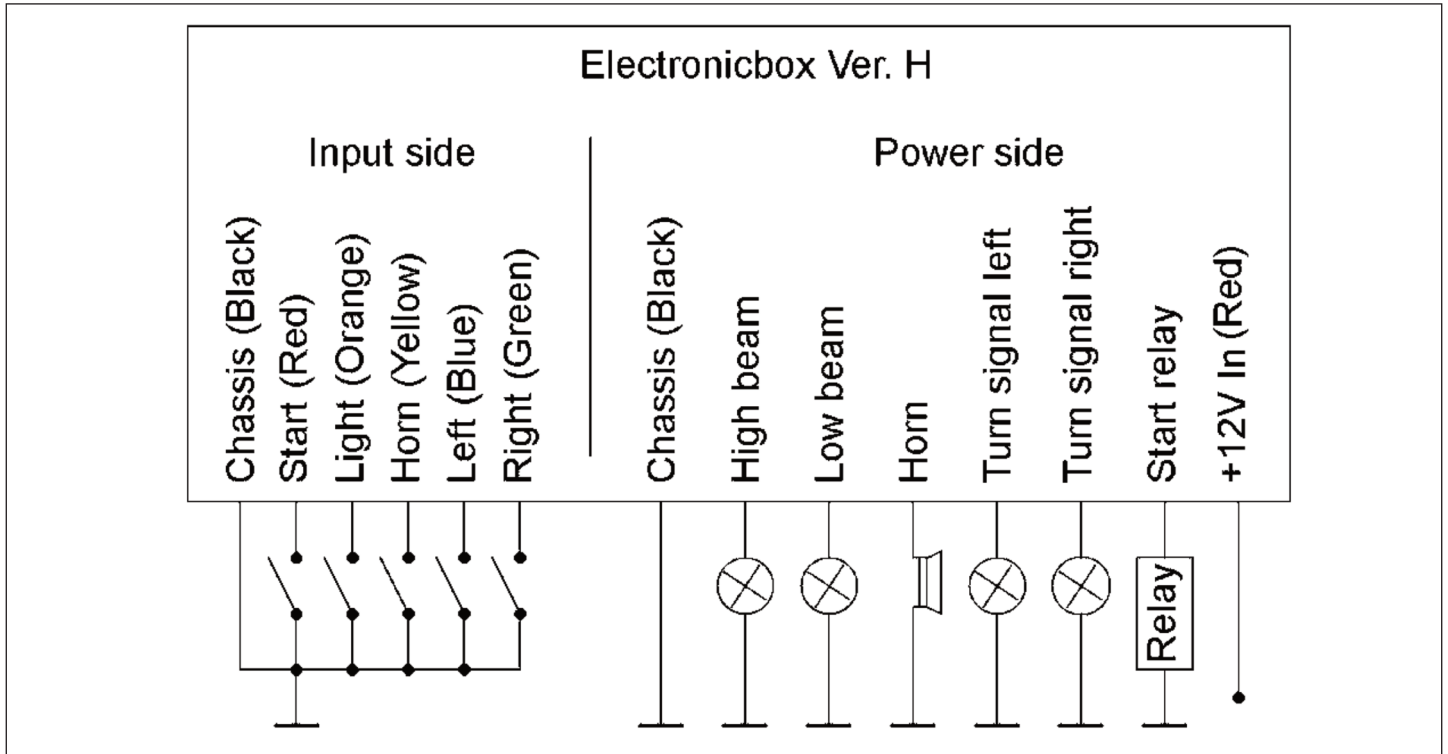 Electronicbox Ver. H
Input side
Power side
Chassis (Black)
Start (Red)
Light (Orange)
Horn (Yellow)
Left (Blue)
Right (Green)
Chassis (Black)
High beam
Low beam
Horn
Turn signal left
Turn signal right
Start relay
+12V In (Red)
Relay